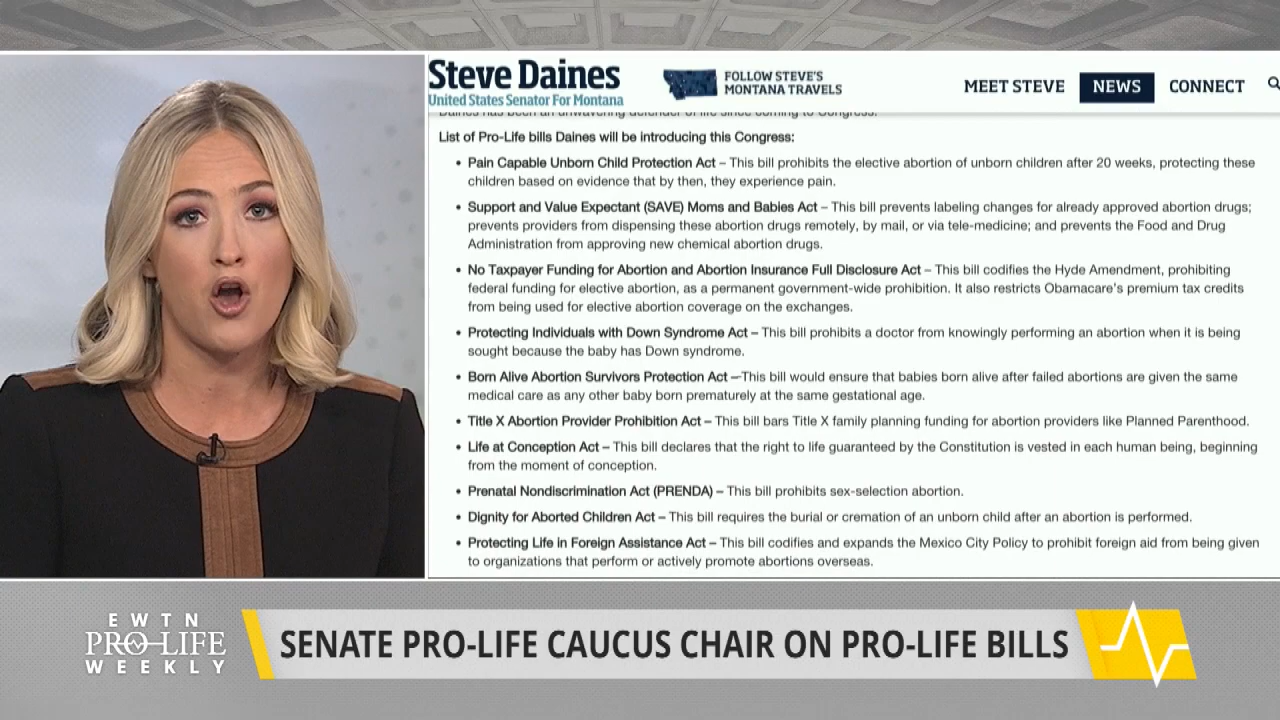 Steve Daines
United States Senator For Montana
FOLLOW STEVE'S
MONTANA TRAVELS
MEET STEVE
NEWS
CONNECT
Daines has been an unwavering defender of life since coming to Congress.
List of Pro-Life bills Daines will be introducing this Congress:
• Pain Capable Unborn Child Protection Act – This bill prohibits the elective abortion of unborn children after 20 weeks, protecting these
children based on evidence that by then, they experience pain.
• Support and Value Expectant (SAVE) Moms and Babies Act – This bill prevents labeling changes for already approved abortion drugs;
prevents providers from dispensing these abortion drugs remotely, by mail, or via tele-medicine; and prevents the Food and Drug
Administration from approving new chemical abortion drugs.
• No Taxpayer Funding for Abortion and Abortion Insurance Full Disclosure Act – This bill codifies the Hyde Amendment, prohibiting
federal funding for elective abortion, as a permanent government-wide prohibition. It also restricts Obamacare's premium tax credits
from being used for elective abortion coverage on the exchanges.
• Protecting Individuals with Down Syndrome Act – This bill prohibits a doctor from knowingly performing an abortion when it is being
sought because the baby has Down syndrome.
• Born Alive Abortion Survivors Protection Act —This bill would ensure that babies born alive after failed abortions are given the same
medical care as any other baby born prematurely at the same gestational age.
• Title X Abortion Provider Prohibition Act – This bill bars Title X family planning funding for abortion providers like Planned Parenthood.
• Life at Conception Act – This bill declares that the right to life guaranteed by the Constitution is vested in each human being, beginning
from the moment of conception.
• Prenatal Nondiscrimination Act (PRENDA) – This bill prohibits sex-selection abortion.
• Dignity for Aborted Children Act – This bill requires the burial or cremation of an unborn child after an abortion is performed.
• Protecting Life in Foreign Assistance Act – This bill codifies and expands the Mexico City Policy to prohibit foreign aid from being given
to organizations that perform or actively promote abortions overseas.
EWTN
PRO-LIFE
WEEKLY
SENATE PRO-LIFE CAUCUS CHAIR ON PRO-LIFE BILLS